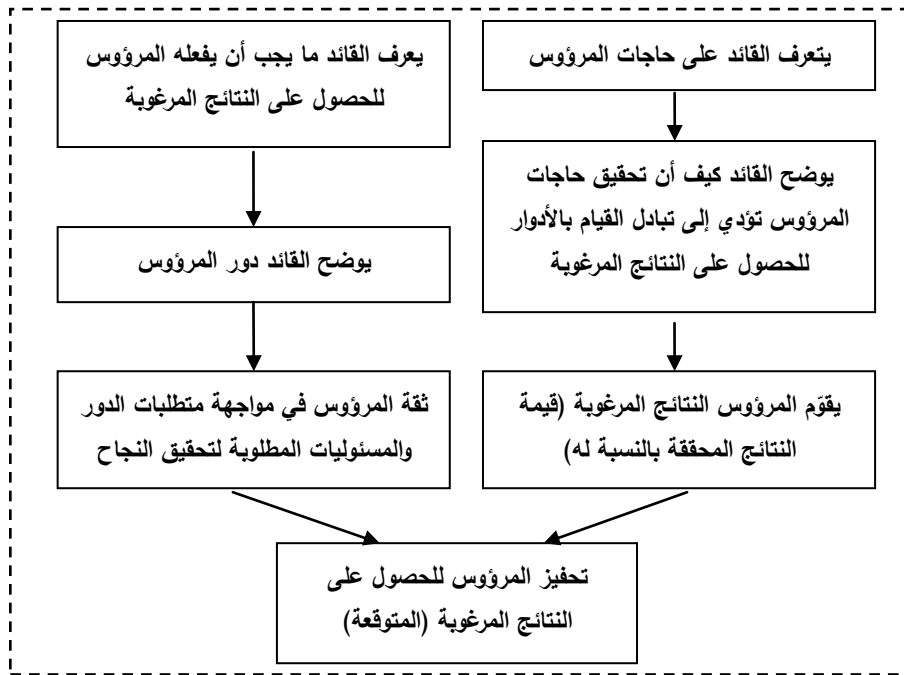 يتعرف القائد على حاجات المرؤوس
يوضح القائد كيف أن تحقيق حاجات
المرؤوس تؤدي إلى تبادل القيام بالأدوار
للحصول على النتائج المرغوبة
يقوّم المرؤوس النتائج المرغوبة (قيمة
النتائج المحققة بالنسبة له)
يعرف القائد ما يجب أن يفعله المرؤوس
للحصول على النتائج المرغوبة
يوضح القائد دور المرؤوس
ثقة المرؤوس في مواجهة متطلبات الدور
والمسئوليات المطلوبة لتحقيق النجاح
تحفيز المرؤوس للحصول على
النتائج المرغوبة (المتوقعة)